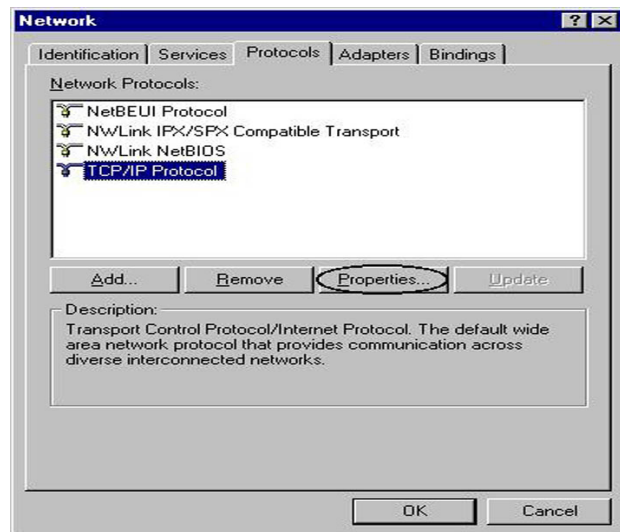 Network
Identification Services Protocols Adapters Bindings
Network Protocols:
NetBEUI Protocol
NWLink IPX/SPX Compatible Transport
NWLink NetBIOS
TCP/IP Protocol
Add... Remove Properties... Update
Description:
Transport Control Protocol/Internet Protocol. The default wide
area network protocol that provides communication across
diverse interconnected networks.
OK Cancel